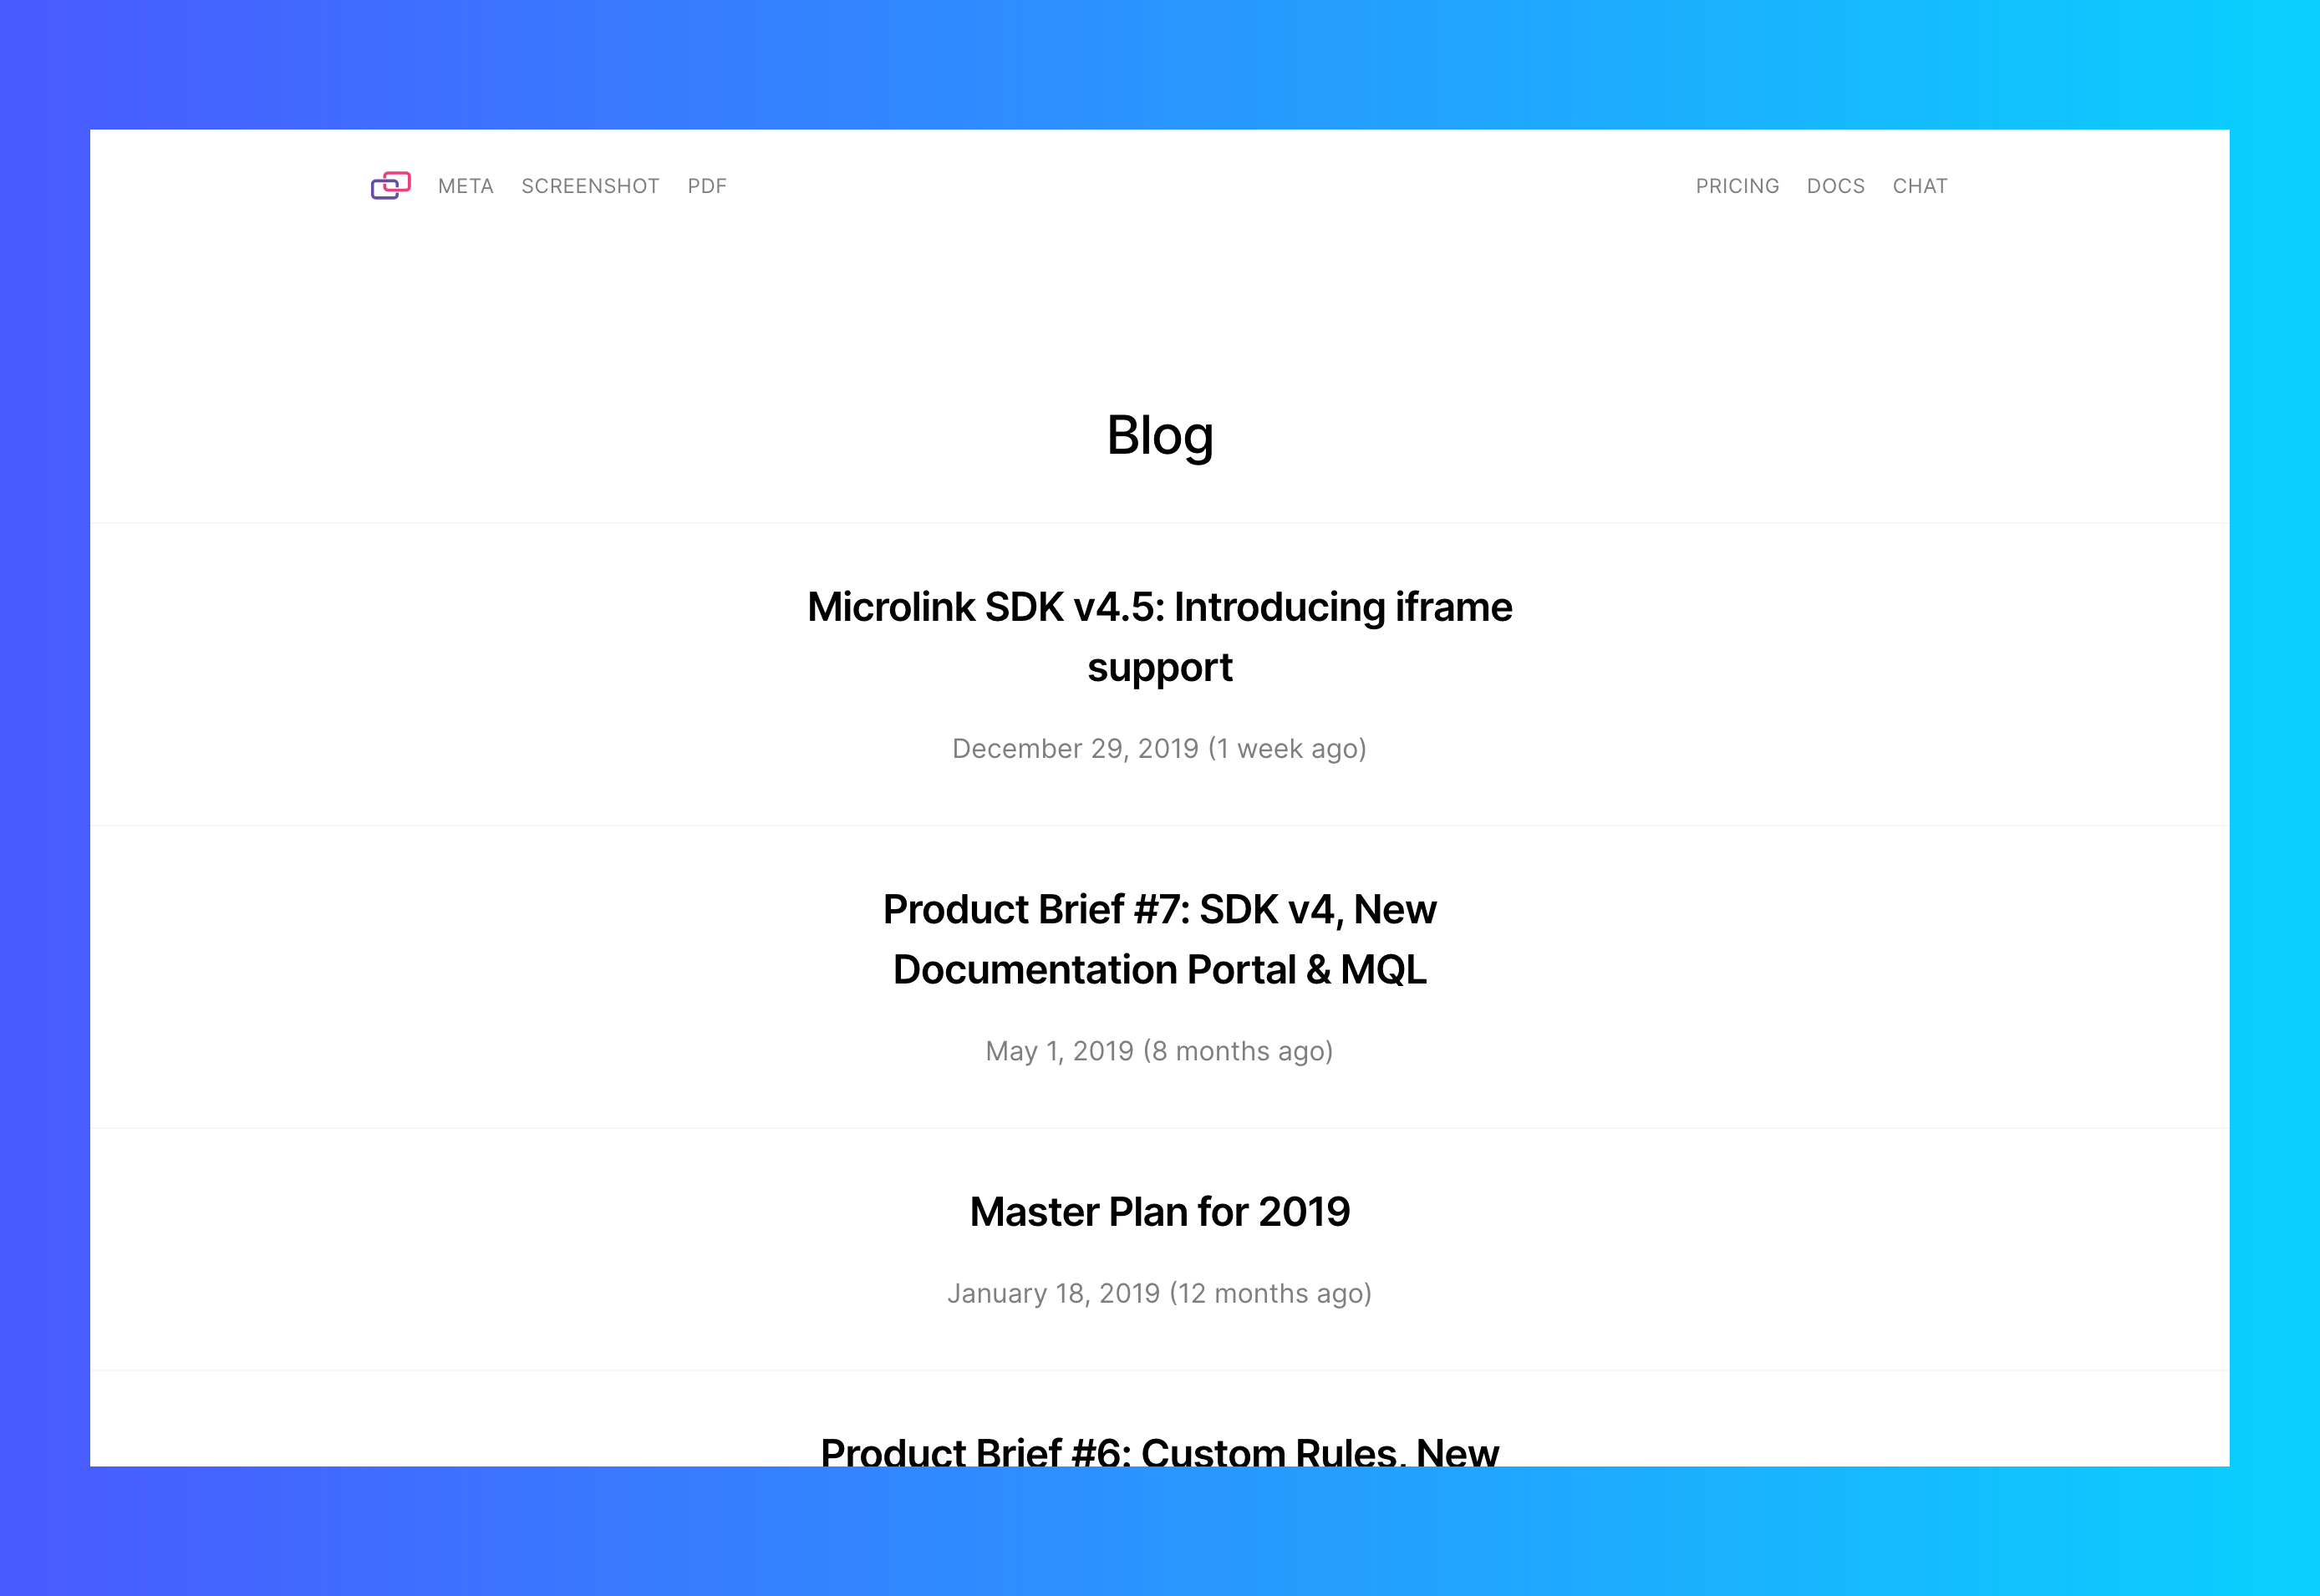 META SCREENSHOT PDF PRICING DOCS CHAT
Blog
Microlink SDK v4.5: Introducing iframe
support
December 29, 2019 (1 week ago)
Product Brief #7: SDK v4, New
Documentation Portal & MQL
May 1, 2019 (8 months ago)
Master Plan for 2019
January 18, 2019 (12 months ago)
Product Brief #6: Custom Rules, New